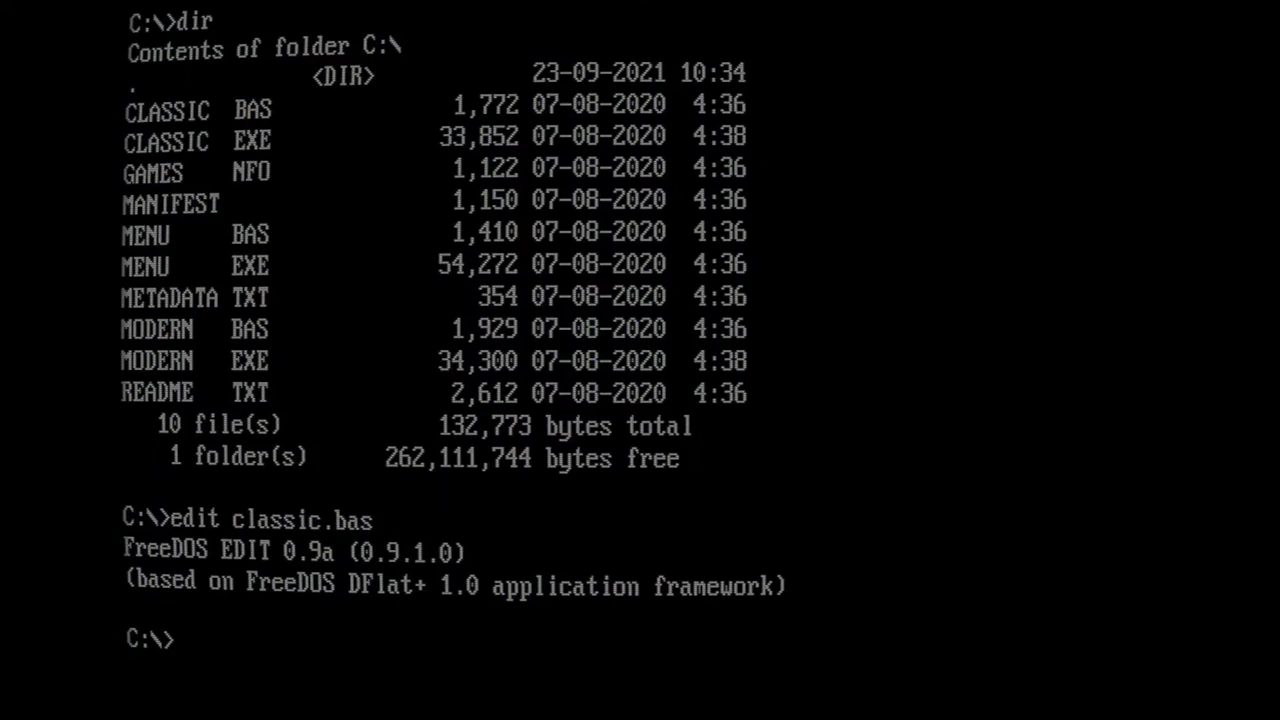 C:\>dir
Contents of folder C:\
. <DIR> 23-09-2021 10:34
CLASSIC BAS 1,772 07-08-2020 4:36
CLASSIC EXE 33,852 07-08-2020 4:38
GAMES NFO 1,122 07-08-2020 4:36
MANIFEST 1,150 07-08-2020 4:36
MENU BAS 1,410 07-08-2020 4:36
MENU EXE 54,272 07-08-2020 4:36
METADATA TXT 354 07-08-2020 4:36
MODERN BAS 1,929 07-08-2020 4:36
MODERN EXE 34,300 07-08-2020 4:38
README TXT 2,612 07-08-2020 4:36
10 file(s) 132,773 bytes total
1 folder(s) 262,111,744 bytes free
C:\>edit classic.bas
FreeDOS EDIT 0.9a (0.9.1.0)
(based on FreeDOS DFlat+ 1.0 application framework)
C:\>